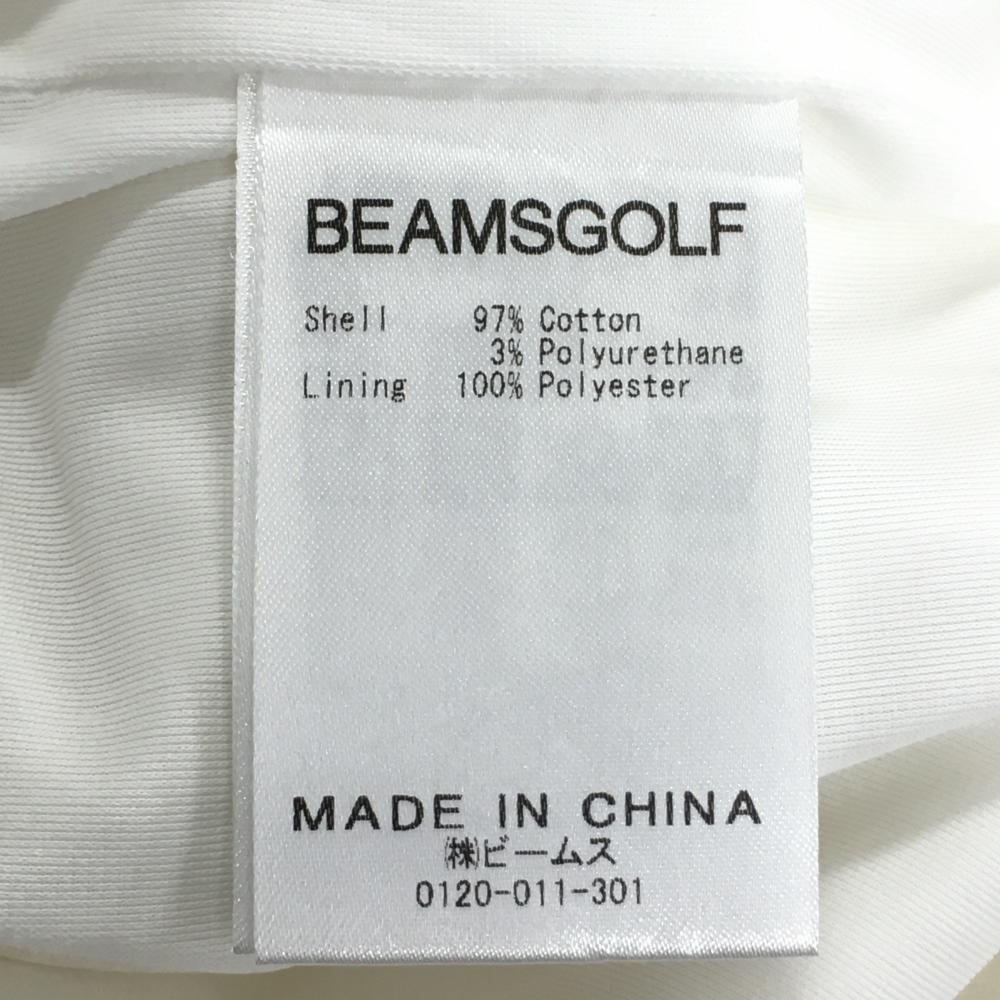 BEAMSGOLF
Shell 97% Cotton
3% Polyurethane
Lining 100% Polyester
MADE IN CHINA
㈱ビームス
0120-011-301